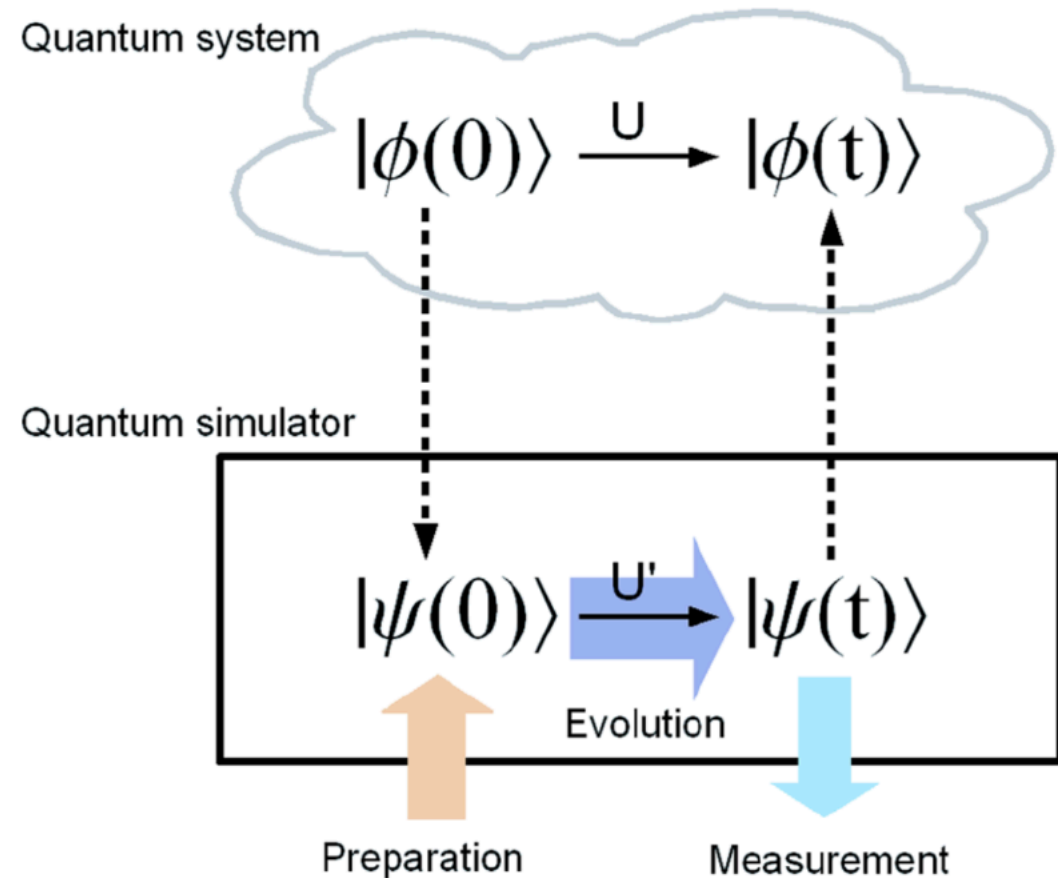 Quantum system
U
|ϕ(0)⟩ → |ϕ(t)⟩
Quantum simulator
U'
|ψ(0)⟩ → |ψ(t)⟩
Evolution
Preparation Measurement